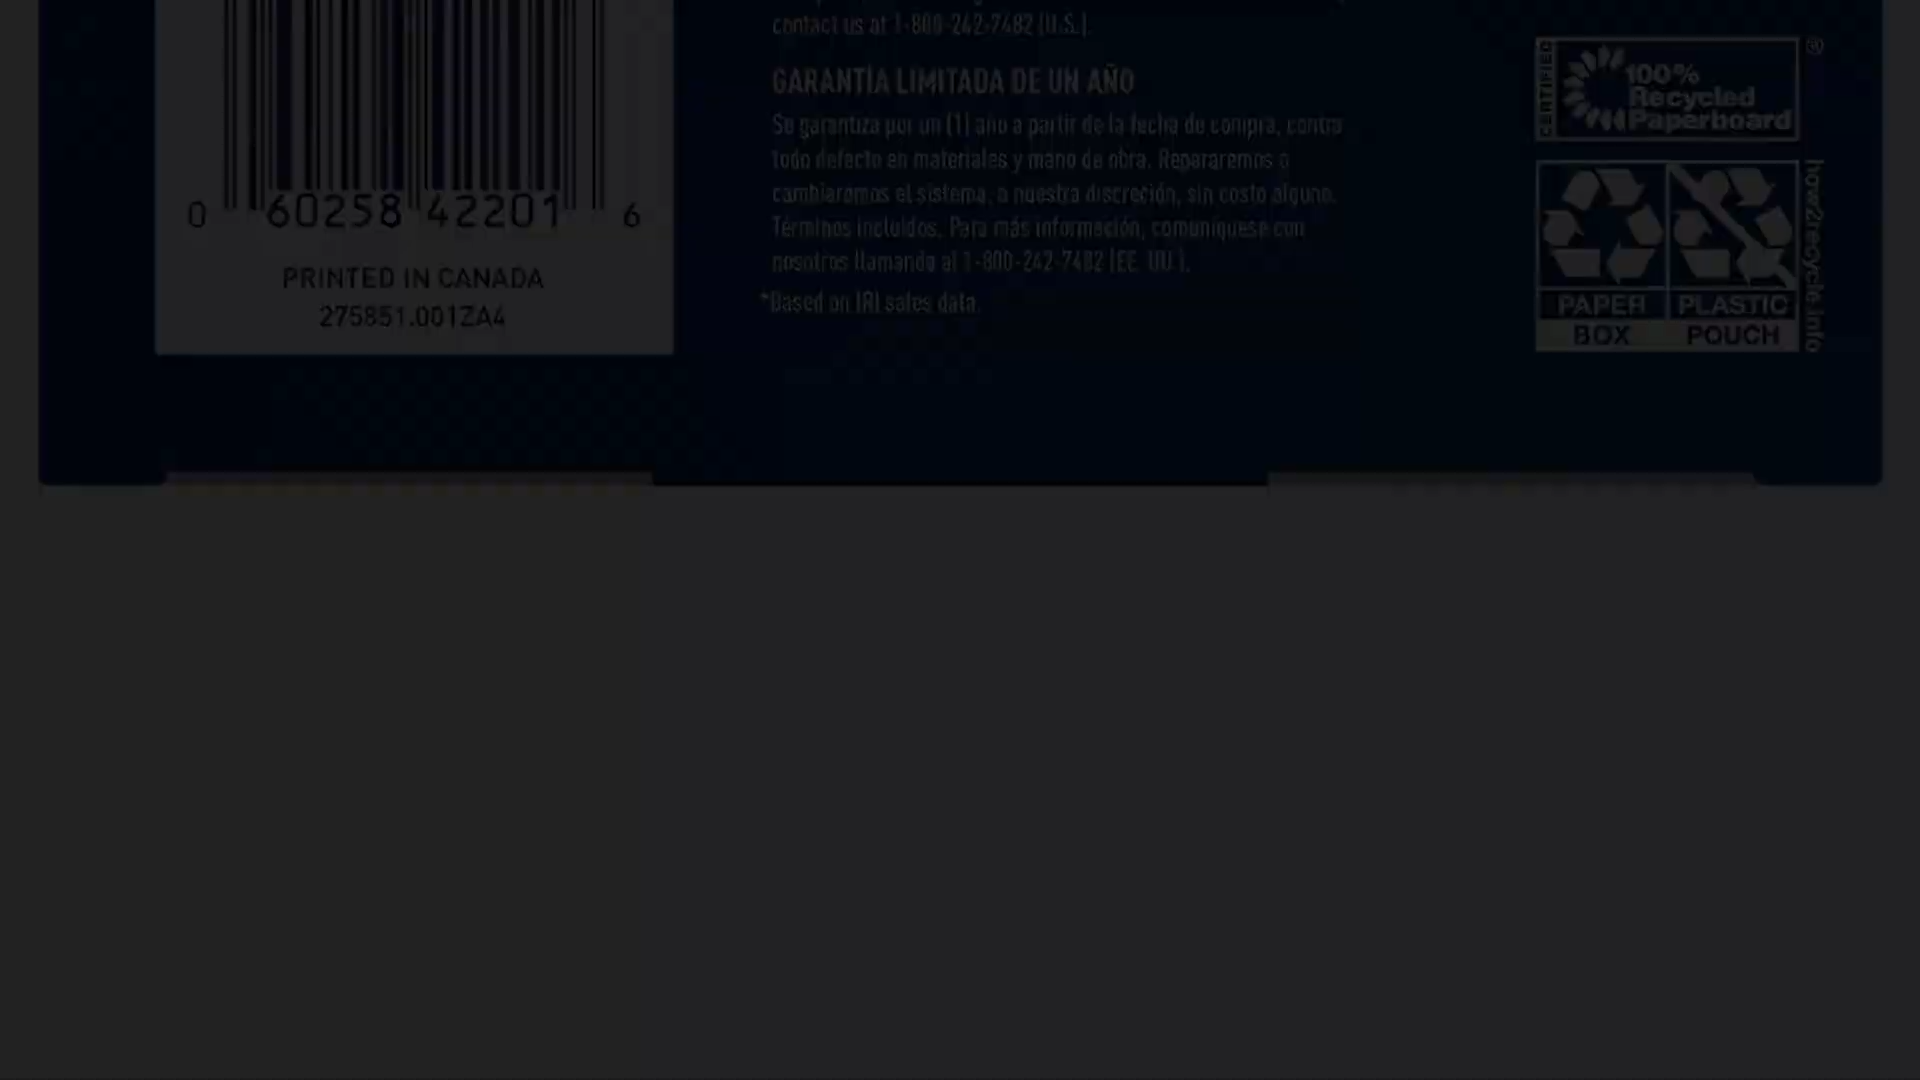 contact us at 1-800-242-7482 (U.S.).
GARANTÍA LIMITADA DE UN AÑO
Se garantiza por un (1) año a partir de la fecha de compra, contra
todo defecto en materiales y mano de obra. Repararemos o
cambiaremos el sistema, a nuestra discreción, sin costo alguno.
Términos incluidos. Para más información, comuníquese con
nosotros llamando al 1-800-242-7482 (EE. UU.).
*Based on IRI sales data.
0 60258 42201 6
PRINTED IN CANADA
275851.001ZA4
CERTIFIED
100%
Recycled
Paperboard
®
PAPER
BOX
PLASTIC
POUCH
how2recycle.info